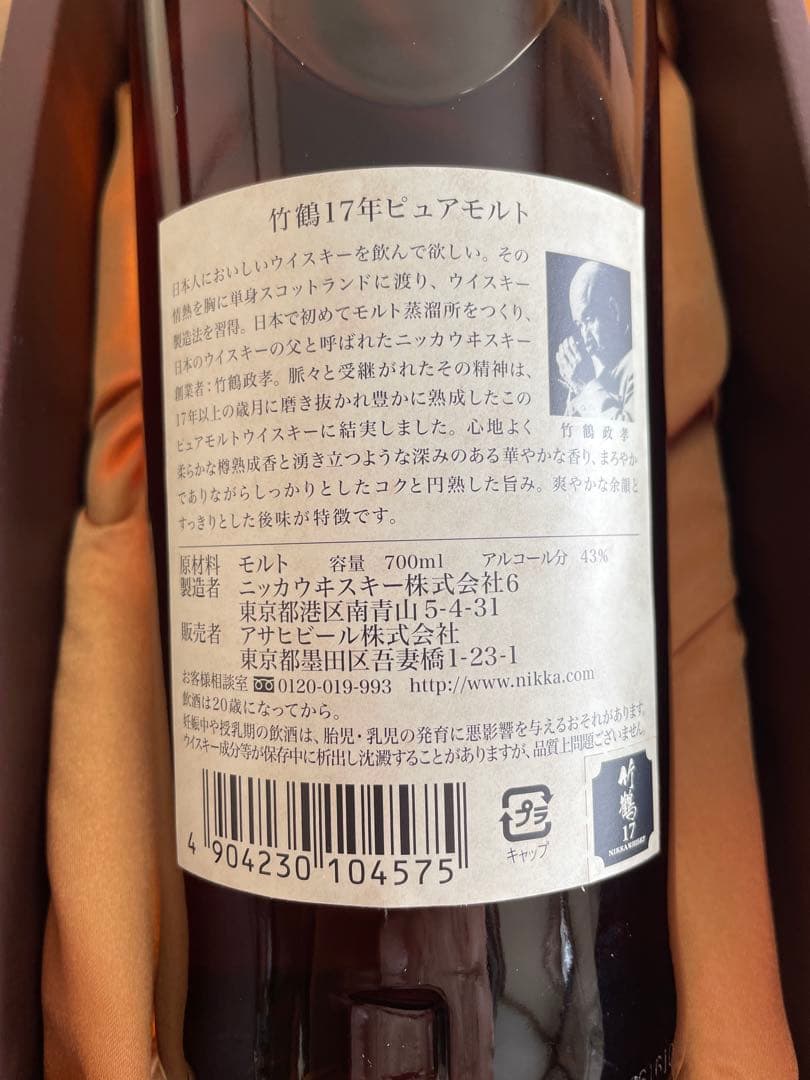 竹鶴17年ピュアモルト
日本人においしいウイスキーを飲んで欲しい。その
情熱を胸に単身スコットランドに渡り、ウイスキー
製造法を習得。日本で初めてモルト蒸溜所をつくり、
日本のウイスキーの父と呼ばれたニッカウヰスキー
創業者：竹鶴政孝。脈々と受継がれたその精神は、
17年以上の歳月に磨き抜かれ豊かに熟成したこの
ピュアモルトウイスキーに結実しました。心地よく
柔らかな樽熟成香と湧き立つような深みのある華やかな香り、まろやか
でありながらしっかりとしたコクと円熟した旨み。爽やかな余韻と
すっきりとした後味が特徴です。
竹鶴政孝
原材料 モルト 容量 700ml アルコール分 43%
製造者 ニッカウヰスキー株式会社6
東京都港区南青山 5-4-31
販売者 アサヒビール株式会社
東京都墨田区吾妻橋1-23-1
お客様相談室 0120-019-993 http://www.nikka.com
飲酒は20歳になってから。
妊娠中や授乳期の飲酒は、胎児・乳児の発育に悪影響を与えるおそれがあります。
ウイスキー成分等が保存中に析出し沈澱することがありますが、品質上問題ございません。
4 904230 104575
プラ
キャップ
竹鶴
17
NIKKA WHISKY